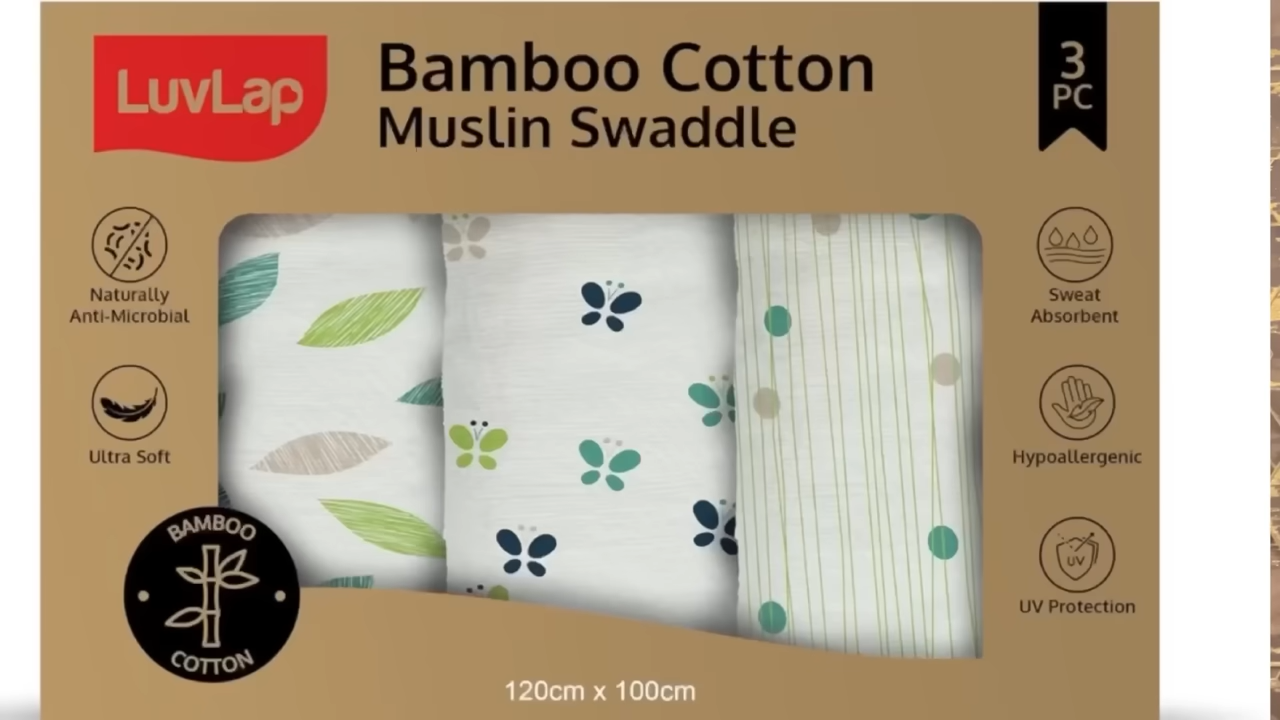 LuvLap
Bamboo Cotton
Muslin Swaddle
3
PC
Naturally
Anti-Microbial
Ultra Soft
Sweat
Absorbent
Hypoallergenic
UV
UV Protection
BAMBOO
COTTON
120cm x 100cm